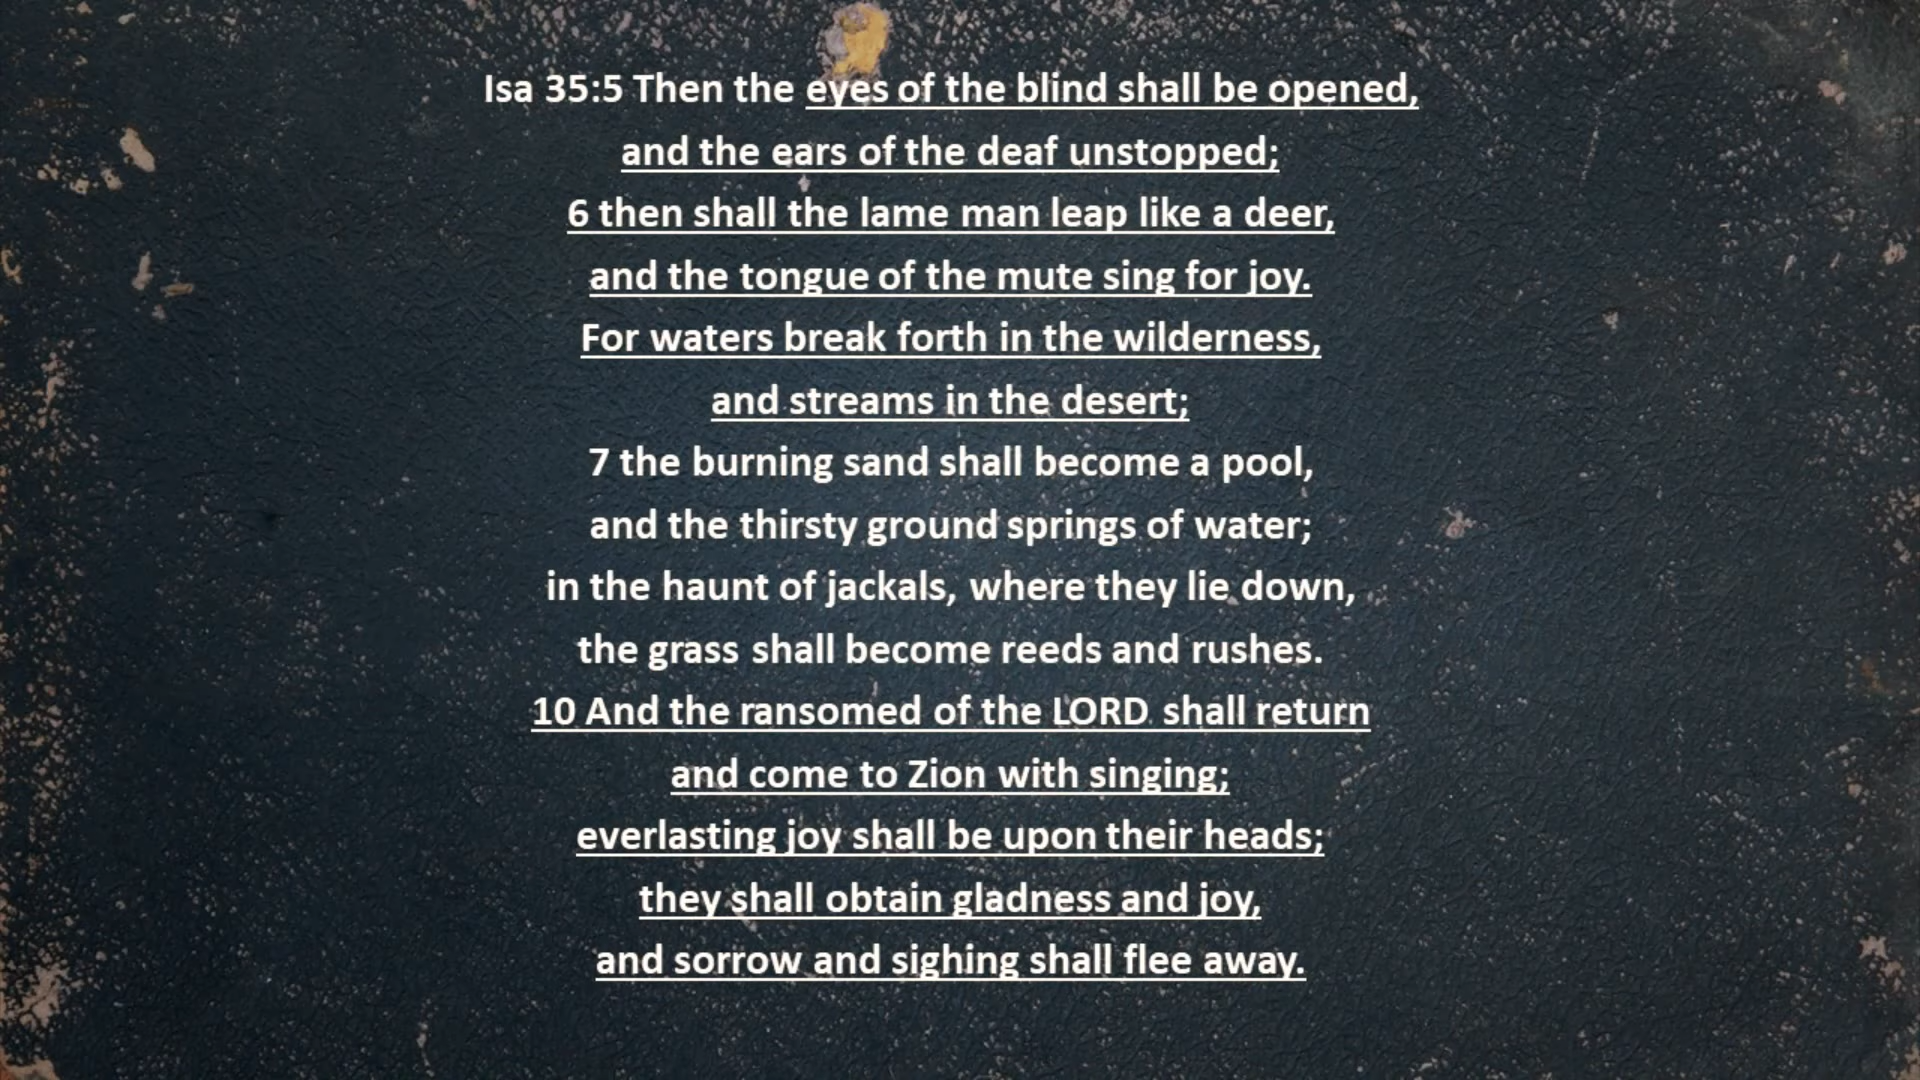 Isa 35:5 Then the eyes of the blind shall be opened,
and the ears of the deaf unstopped;
6 then shall the lame man leap like a deer,
and the tongue of the mute sing for joy.
For waters break forth in the wilderness,
and streams in the desert;
7 the burning sand shall become a pool,
and the thirsty ground springs of water;
in the haunt of jackals, where they lie down,
the grass shall become reeds and rushes.
10 And the ransomed of the LORD shall return
and come to Zion with singing;
everlasting joy shall be upon their heads;
they shall obtain gladness and joy,
and sorrow and sighing shall flee away.